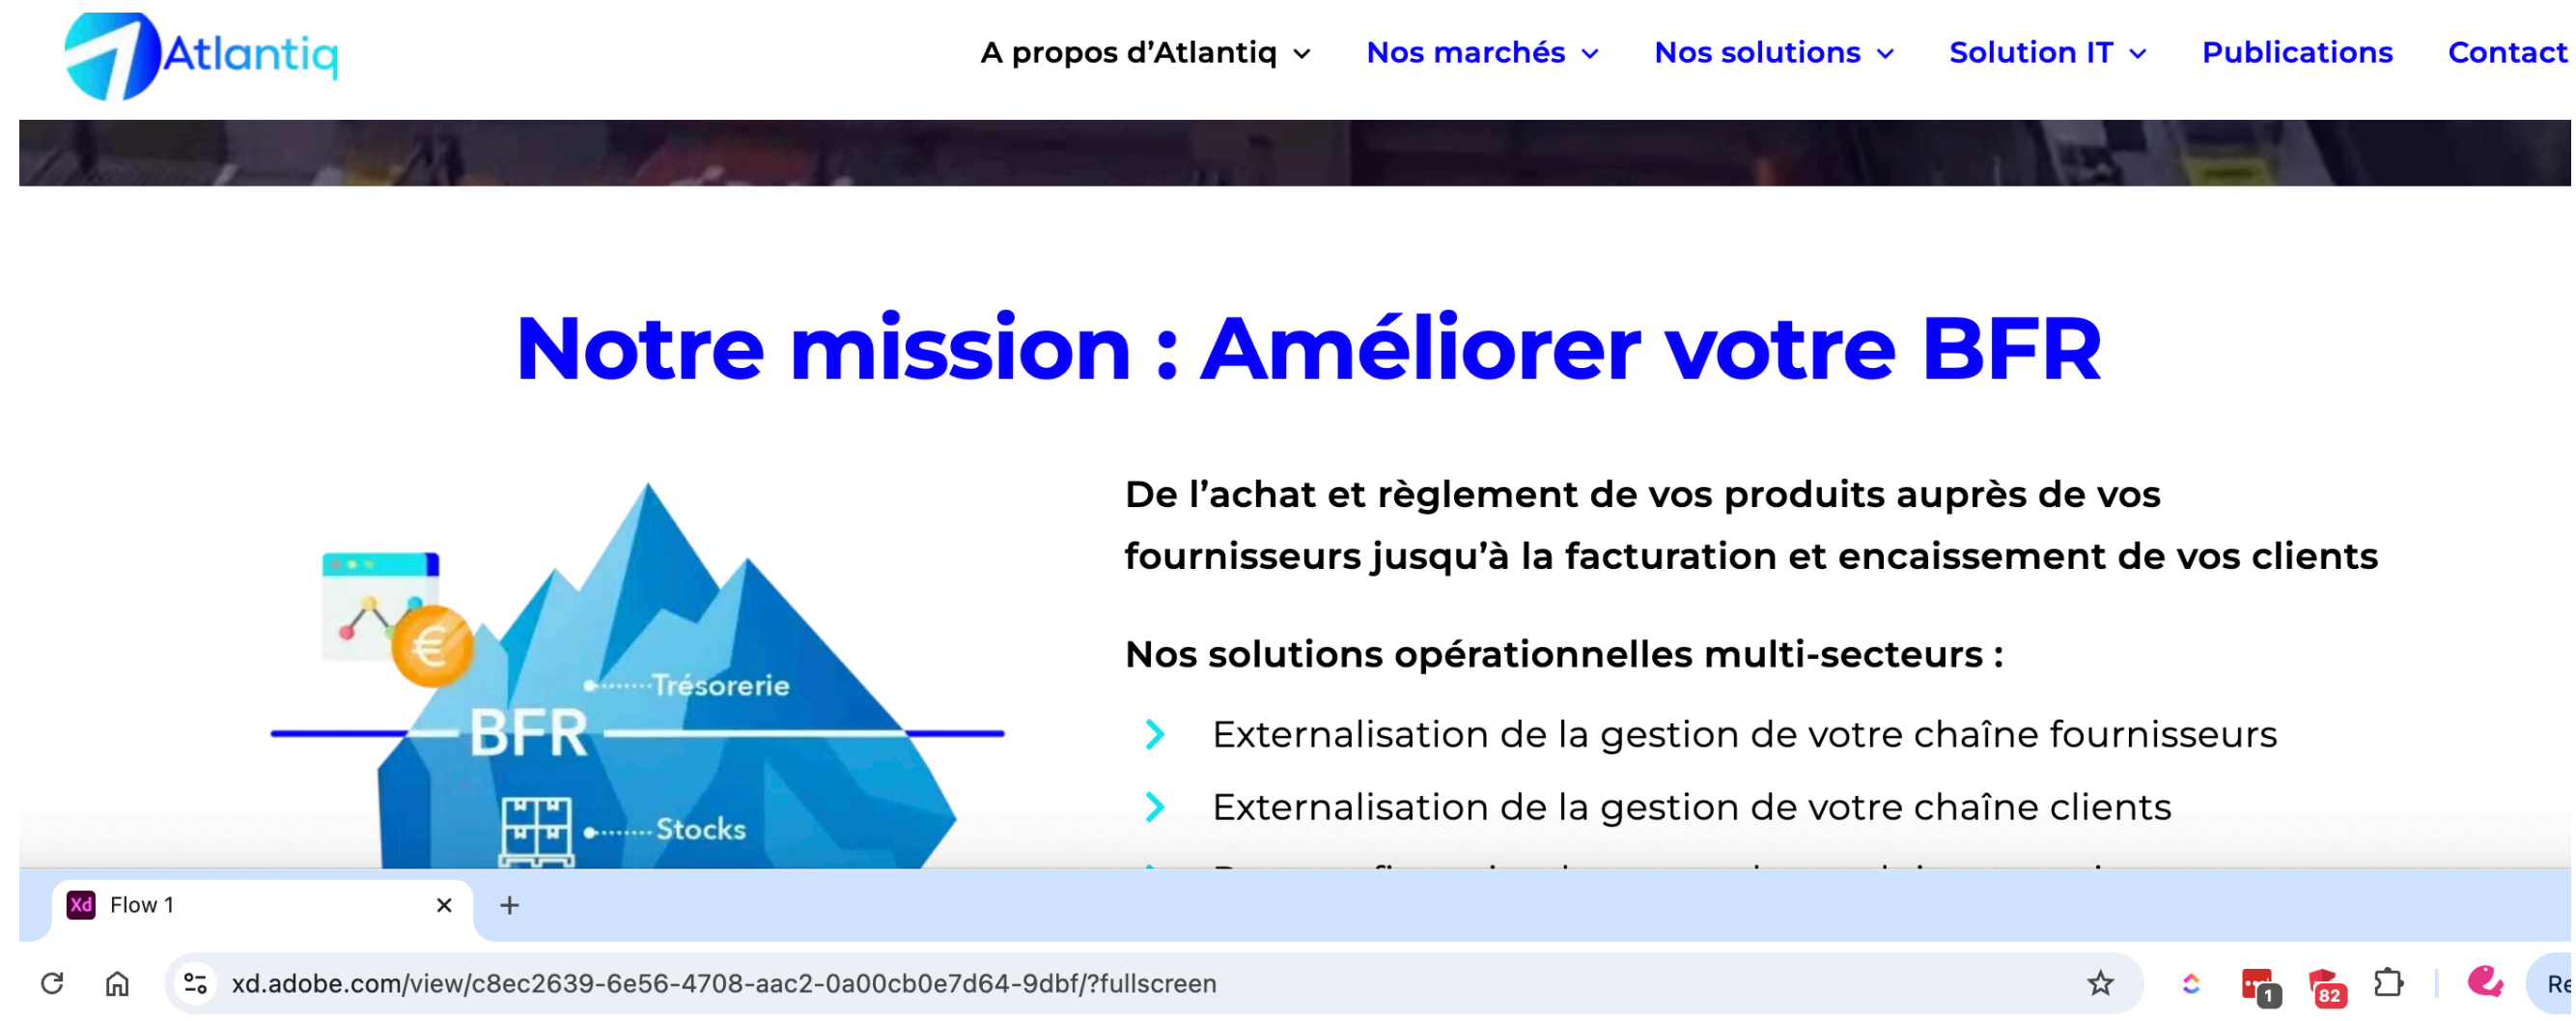 Atlantiq
A propos d’Atlantiq Nos marchés Nos solutions Solution IT Publications Contact
Notre mission : Améliorer votre BFR
De l’achat et règlement de vos produits auprès de vos
fournisseurs jusqu’à la facturation et encaissement de vos clients
Nos solutions opérationnelles multi-secteurs :
Externalisation de la gestion de votre chaîne fournisseurs
Externalisation de la gestion de votre chaîne clients
€
Trésorerie
BFR
Stocks
Xd Flow 1
xd.adobe.com/view/c8ec2639-6e56-4708-aac2-0a00cb0e7d64-9dbf/?fullscreen
1 82